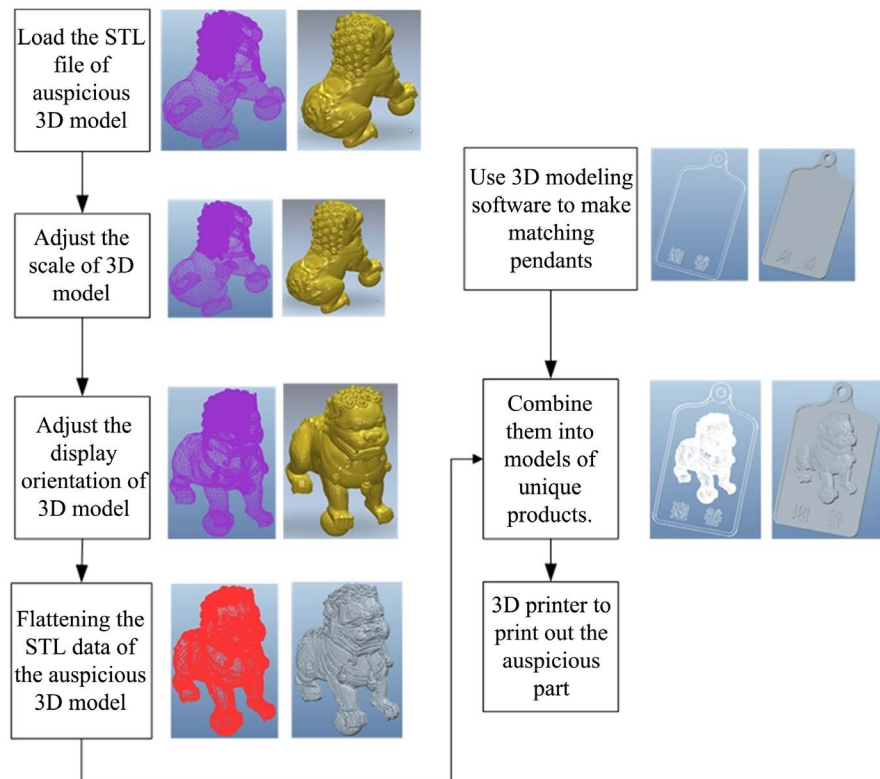 Load the STL
file of
auspicious
3D model
Adjust the
scale of 3D
model
Adjust the
display
orientation of
3D model
Flattening the
STL data of
the auspicious
3D model
Use 3D modeling
software to make
matching
pendants
Combine
them into
models of
unique
products.
3D printer to
print out the
auspicious
part